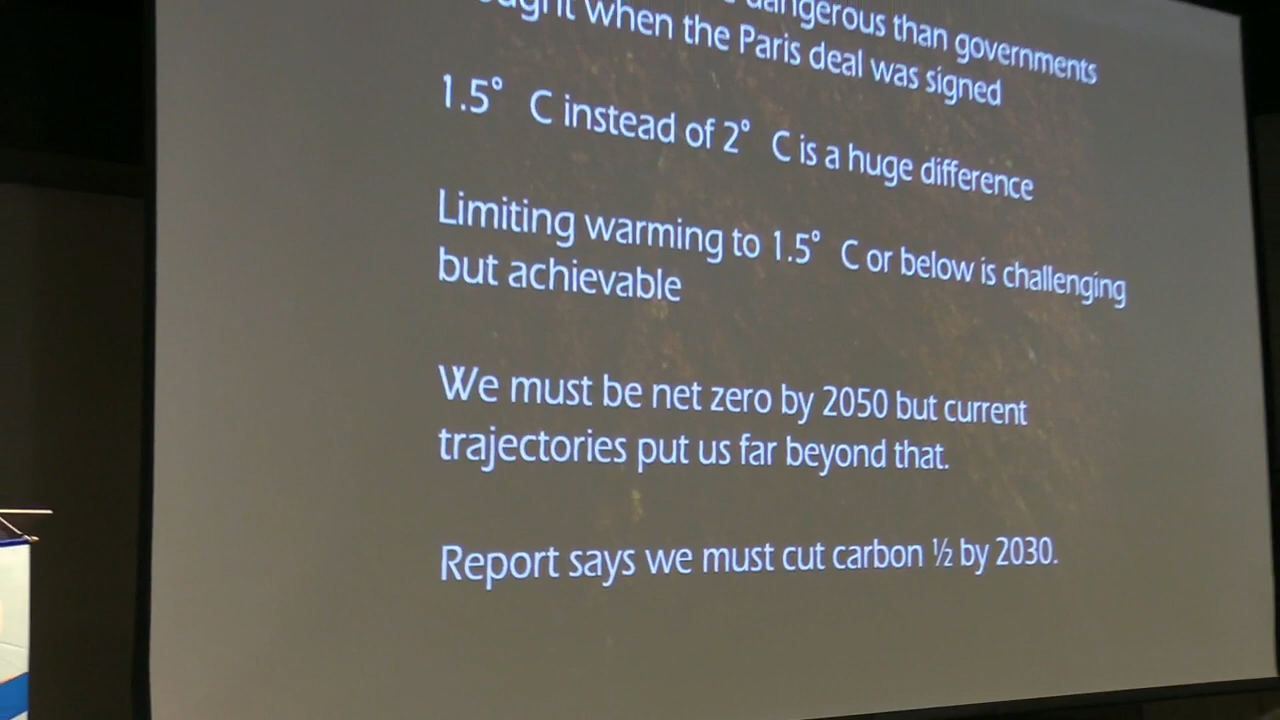 dangerous than governments
when the Paris deal was signed
1.5° C instead of 2° C is a huge difference
Limiting warming to 1.5° C or below is challenging
but achievable
We must be net zero by 2050 but current
trajectories put us far beyond that.
Report says we must cut carbon ½ by 2030.